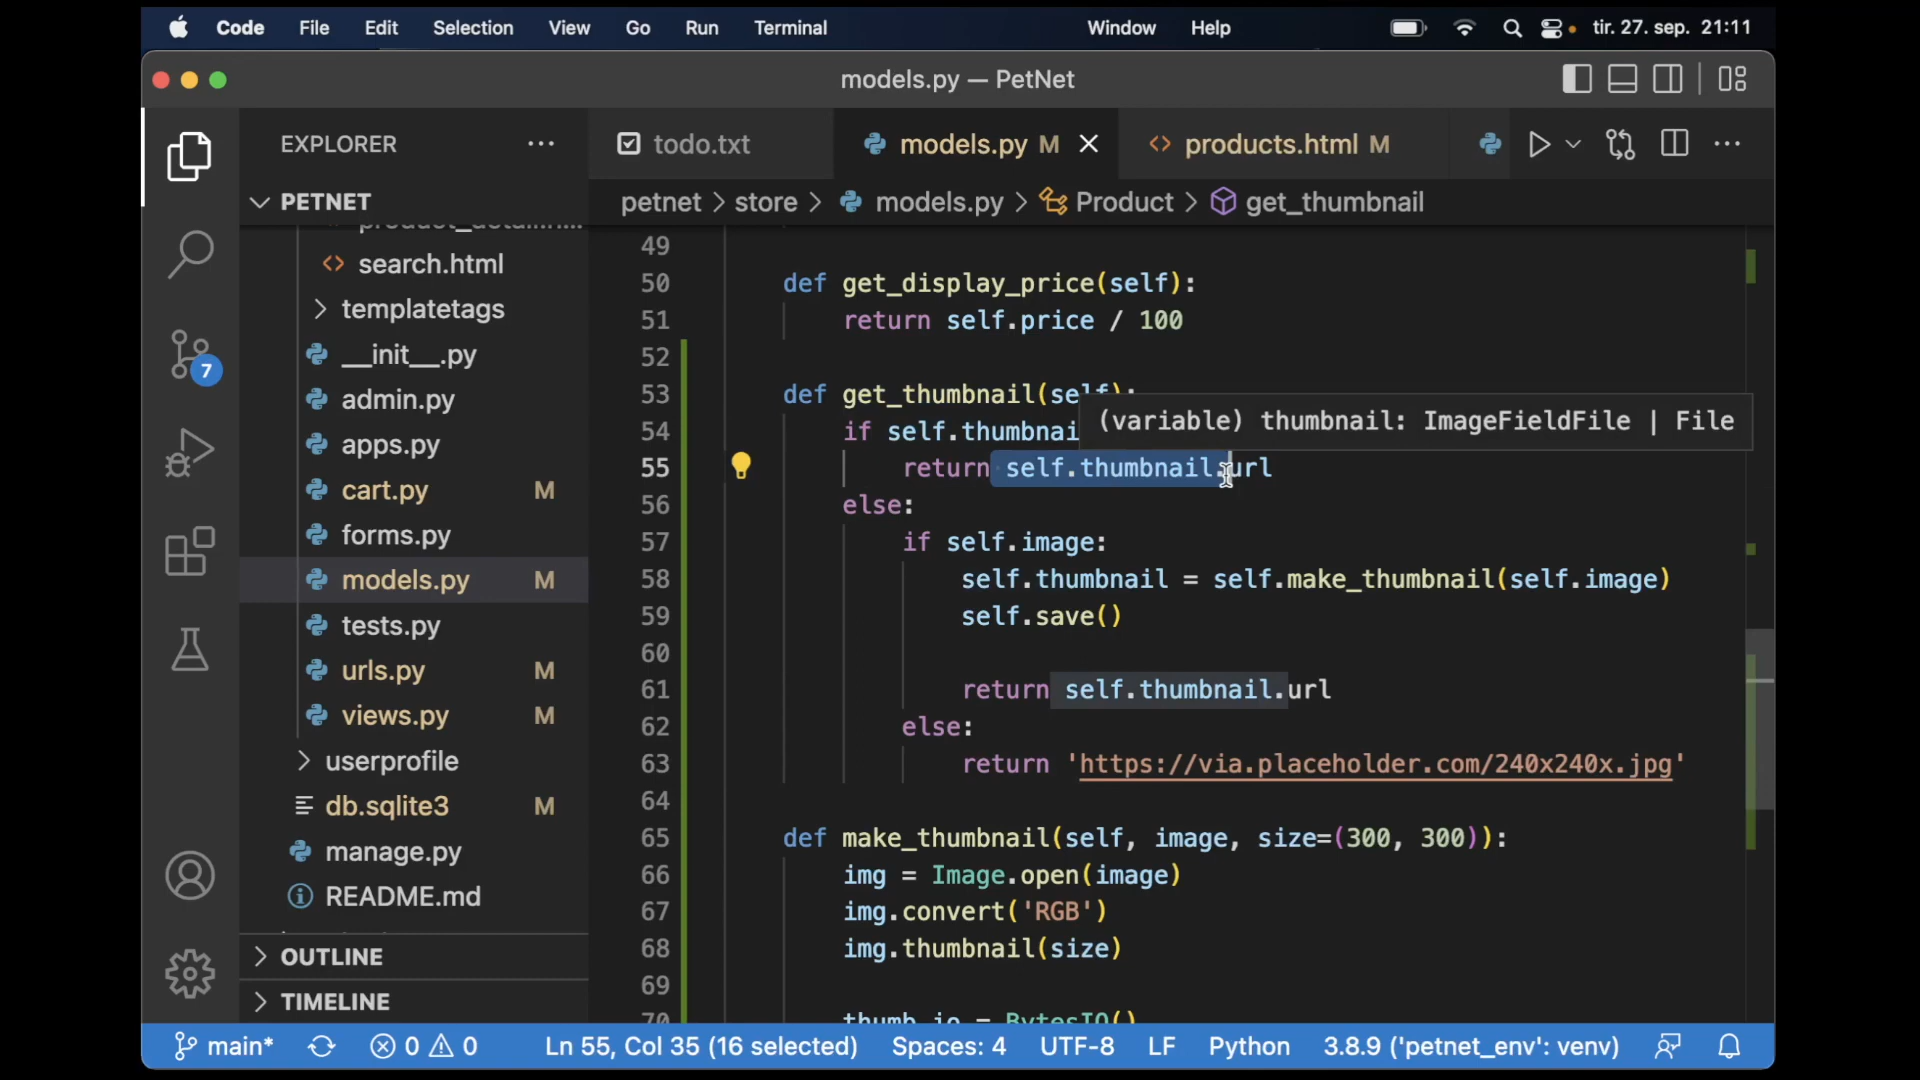 Code File Edit Selection View Go Run Terminal Window Help tir. 27. sep. 21:11
models.py — PetNet
EXPLORER
todo.txt
models.py M
products.html M
PETNET
petnet > store > models.py > Product > get_thumbnail
search.html
templatetags
__init__.py
admin.py
apps.py
cart.py M
forms.py
models.py M
tests.py
urls.py M
views.py M
userprofile
db.sqlite3 M
manage.py
README.md
OUTLINE
TIMELINE
7
49
50 def get_display_price(self):
51 return self.price / 100
52
53 def get_thumbnail(self):
(variable) thumbnail: ImageFieldFile | File
54 if self.thumbnai
55 return self.thumbnail.url
56 else:
57 if self.image:
58 self.thumbnail = self.make_thumbnail(self.image)
59 self.save()
60
61 return self.thumbnail.url
62 else:
63 return 'https://via.placeholder.com/240x240x.jpg'
64
65 def make_thumbnail(self, image, size=(300, 300)):
66 img = Image.open(image)
67 img.convert('RGB')
68 img.thumbnail(size)
69
70 thumb_io = BytesIO()
main* 0 0 Ln 55, Col 35 (16 selected) Spaces: 4 UTF-8 LF Python 3.8.9 ('petnet_env': venv)